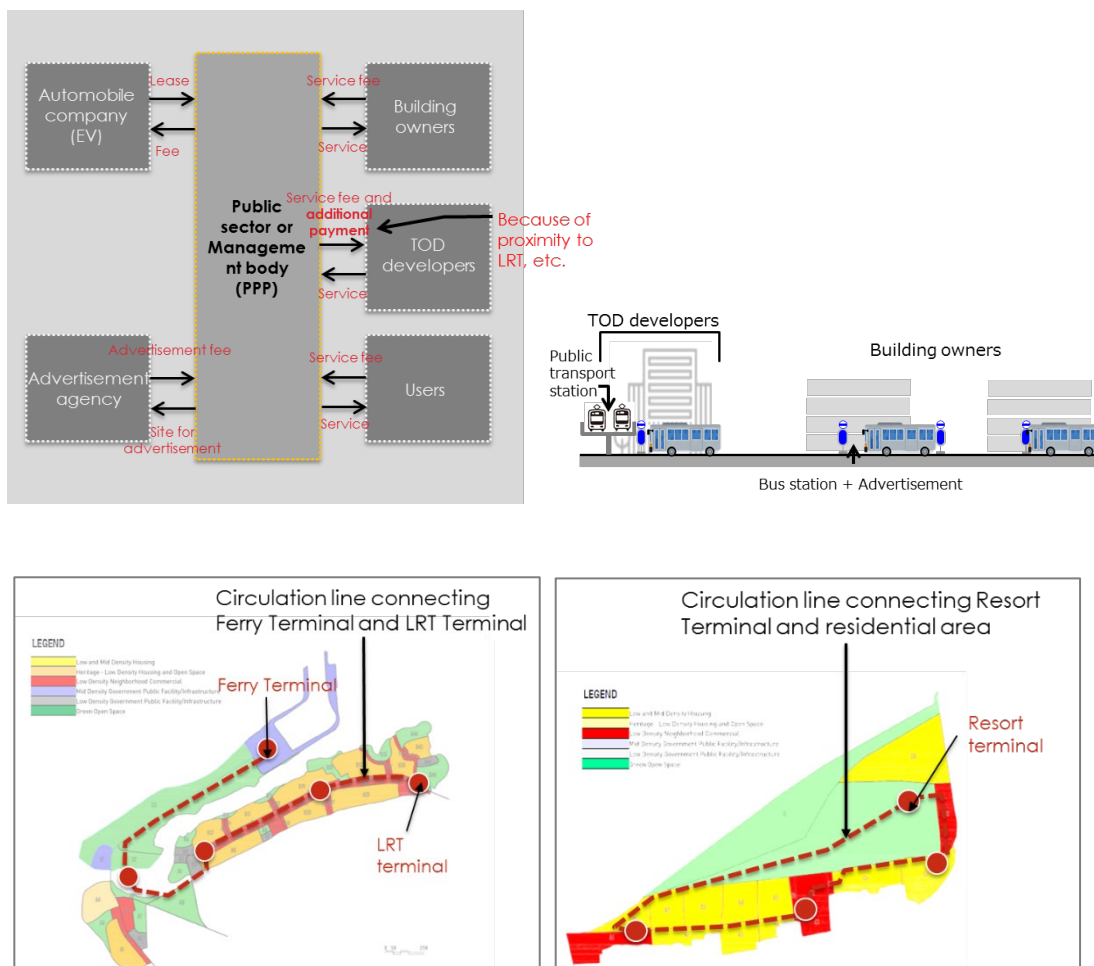 Lease
Automobile
company
(EV)
Fee
Service fee
Building
owners
Service
Public
sector or
Manageme
nt body
(PPP)
Service fee and
additional
payment
TOD
developers
Service
Because of
proximity to
LRT, etc.
Advertisement fee
Advertisement
agency
Site for
advertisement
Service fee
Users
Service
TOD developers
Public
transport
station
Building owners
Bus station + Advertisement
Circulation line connecting
Ferry Terminal and LRT Terminal
LEGEND
Low and Mid Density Housing
Heritage - Low Density Housing and Open Space
Low Density Neighborhood Commercial
Mid Density Government Public Facility/Infrastructure
Low Density Government Public Facility/Infrastructure
Green Open Space
Ferry Terminal
LRT
terminal
Circulation line connecting Resort
Terminal and residential area
LEGEND
Low and Mid Density Housing
Heritage - Low Density Housing and Open Space
Low Density Neighborhood Commercial
Mid Density Government Public Facility/Infrastructure
Low Density Government Public Facility/Infrastructure
Green Open Space
Resort
terminal